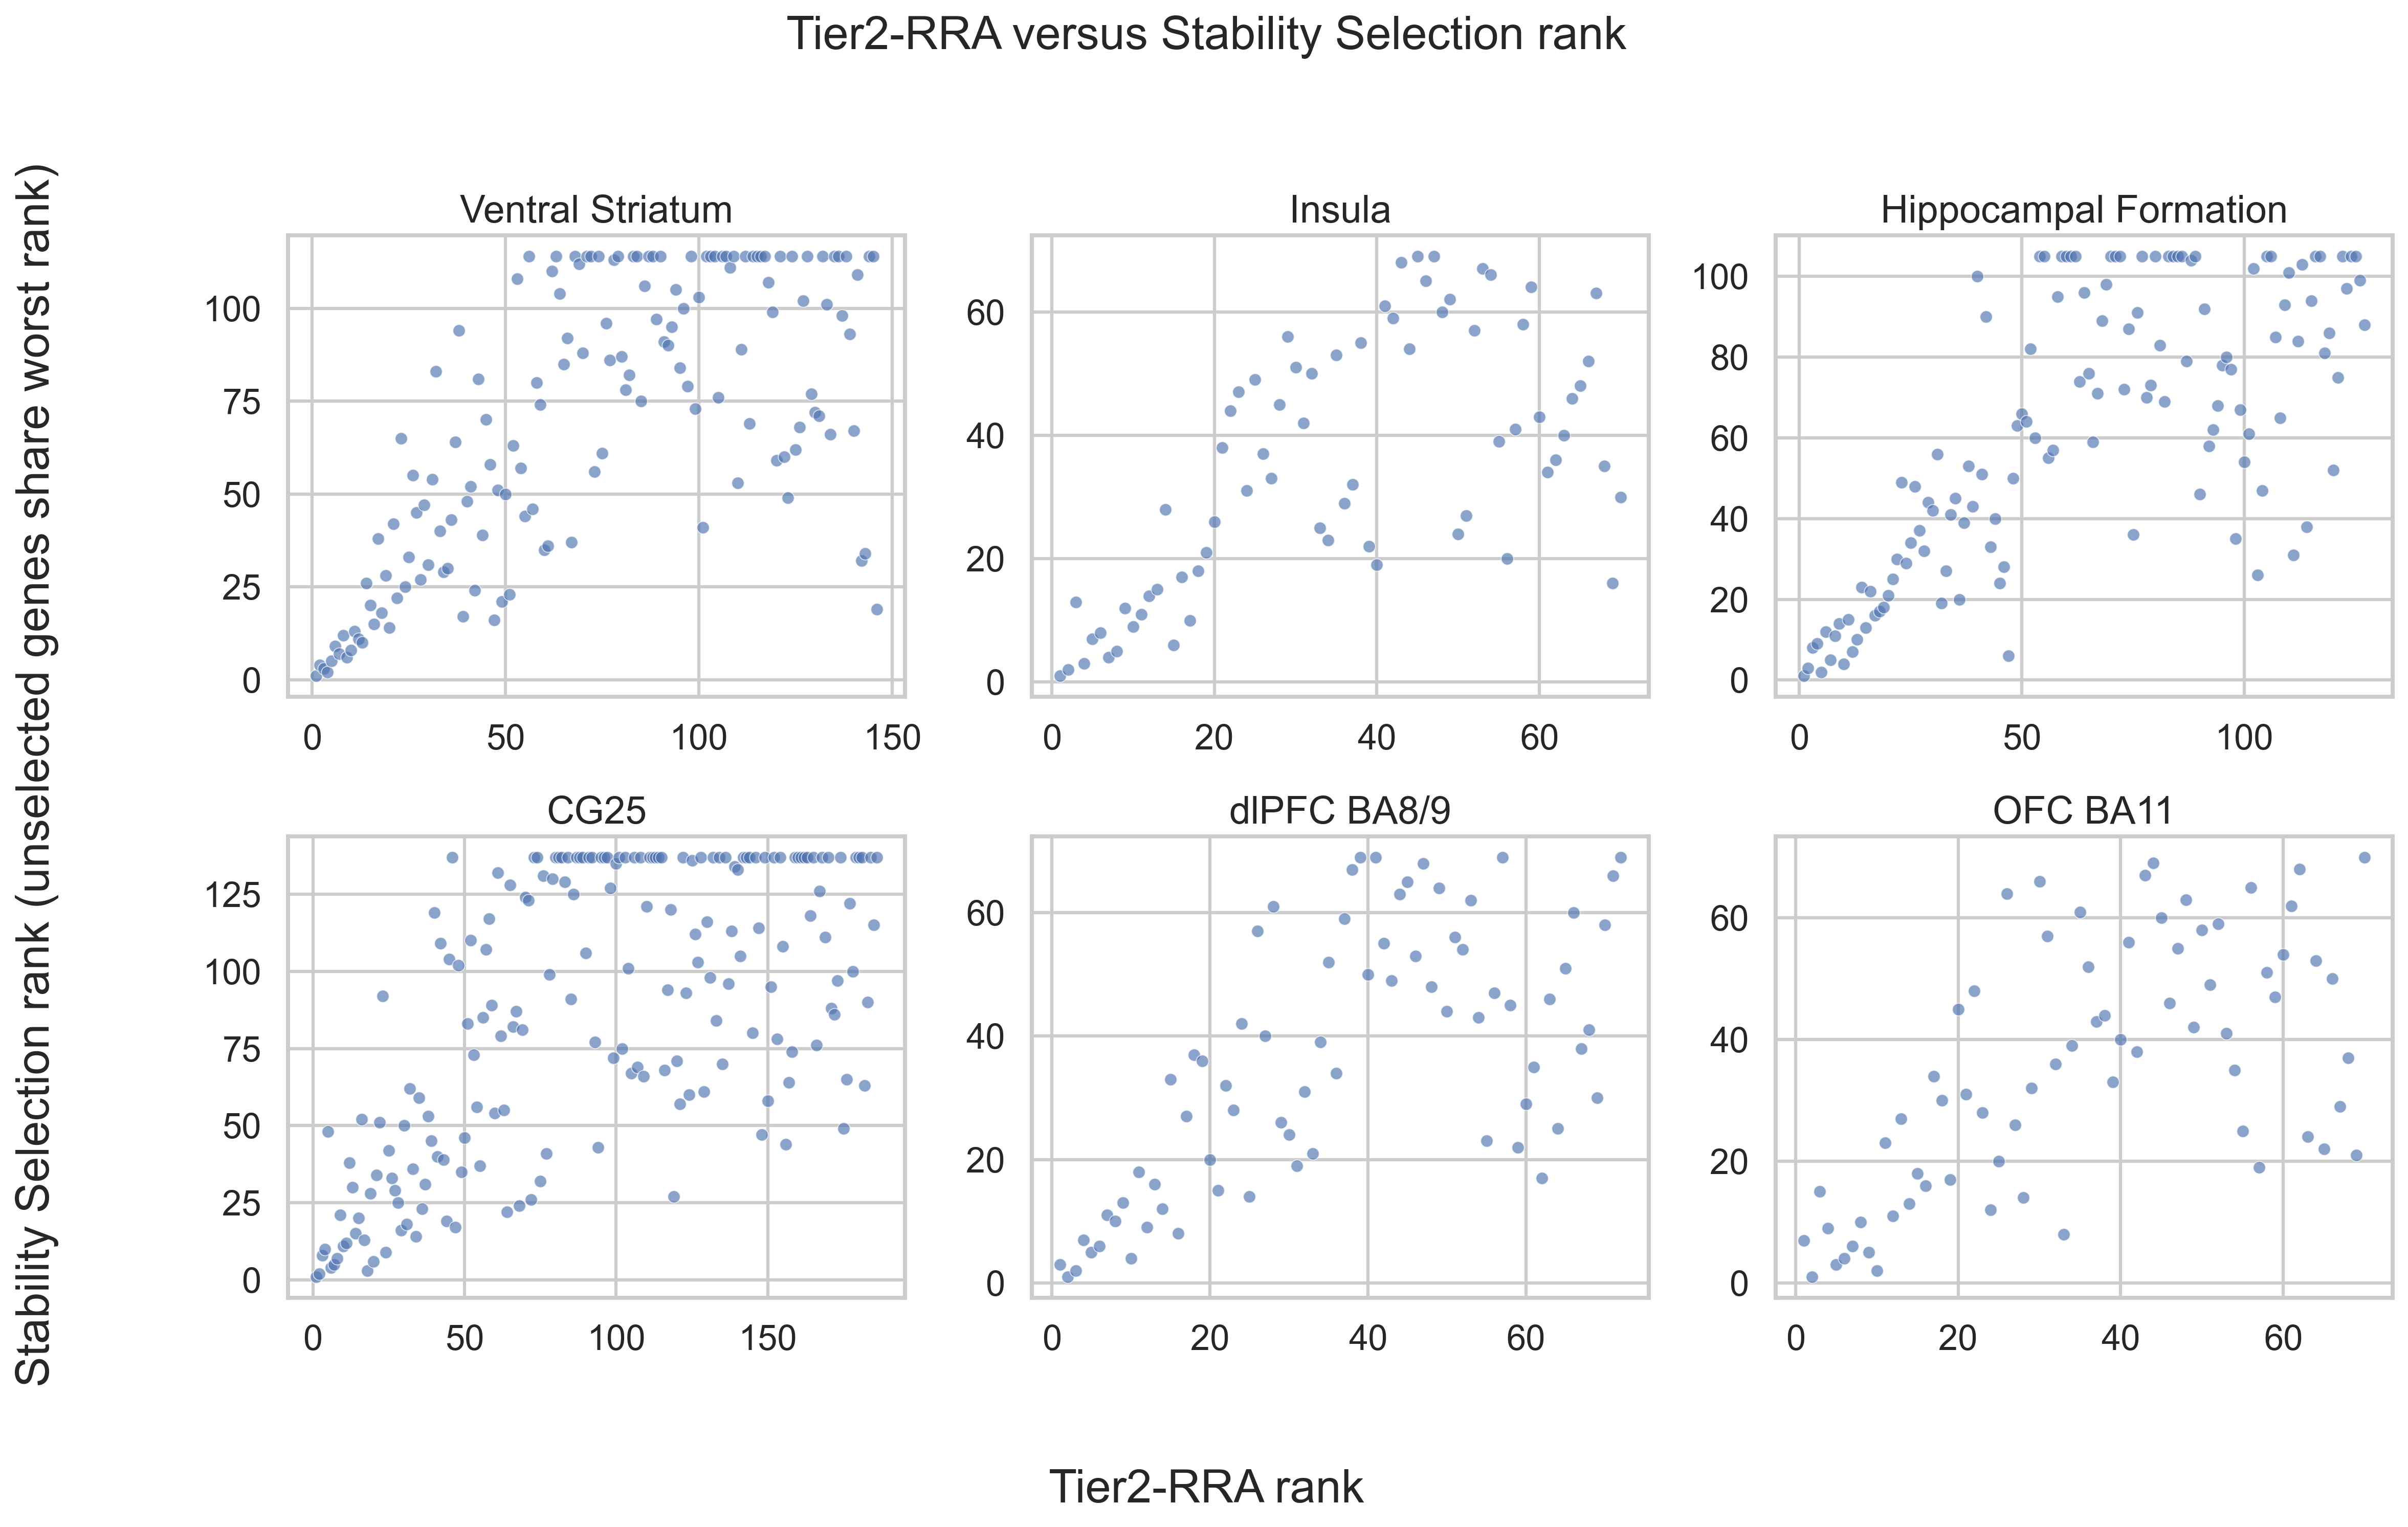 Tier2-RRA versus Stability Selection rank
Stability Selection rank (unselected genes share worst rank)
Ventral Striatum
100
75
50
25
0
0 50 100 150
Insula
60
40
20
0
0 20 40 60
Hippocampal Formation
100
80
60
40
20
0
0 50 100
CG25
125
100
75
50
25
0
0 50 100 150
dlPFC BA8/9
60
40
20
0
0 20 40 60
OFC BA11
60
40
20
0
0 20 40 60
Tier2-RRA rank